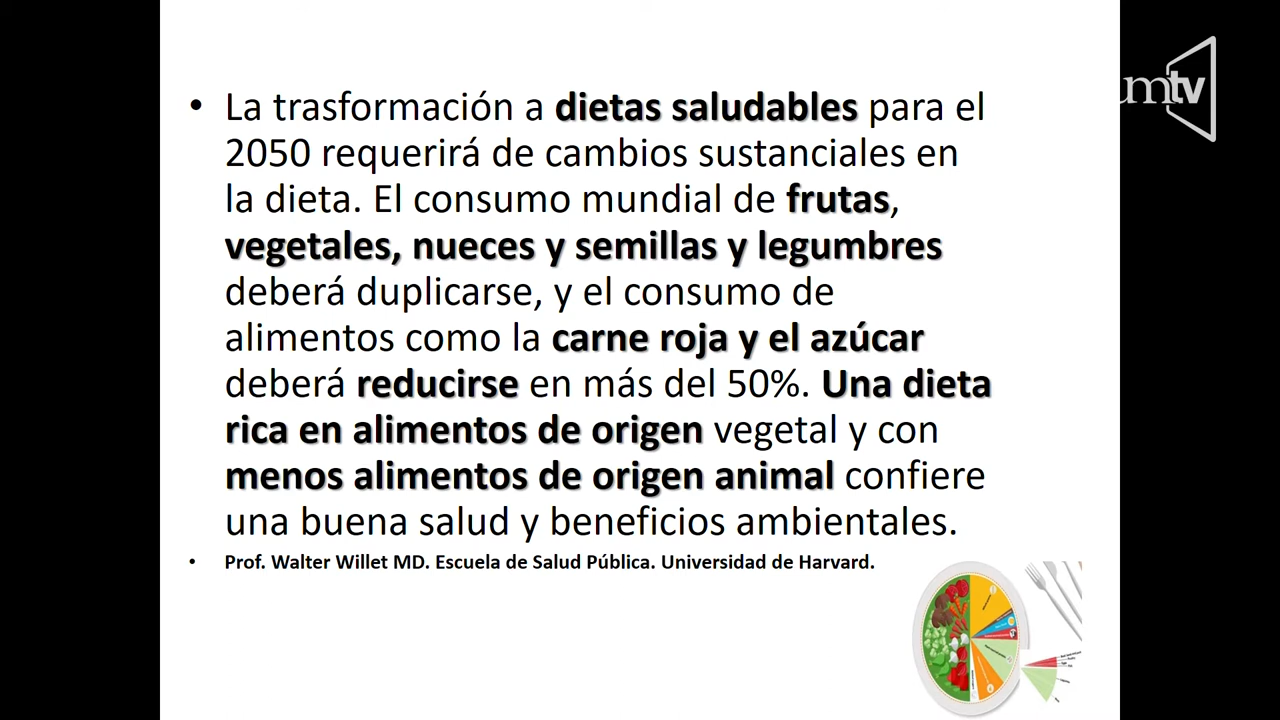 umtv
• La trasformación a dietas saludables para el
2050 requerirá de cambios sustanciales en
la dieta. El consumo mundial de frutas,
vegetales, nueces y semillas y legumbres
deberá duplicarse, y el consumo de
alimentos como la carne roja y el azúcar
deberá reducirse en más del 50%. Una dieta
rica en alimentos de origen vegetal y con
menos alimentos de origen animal confiere
una buena salud y beneficios ambientales.
• Prof. Walter Willet MD. Escuela de Salud Pública. Universidad de Harvard.